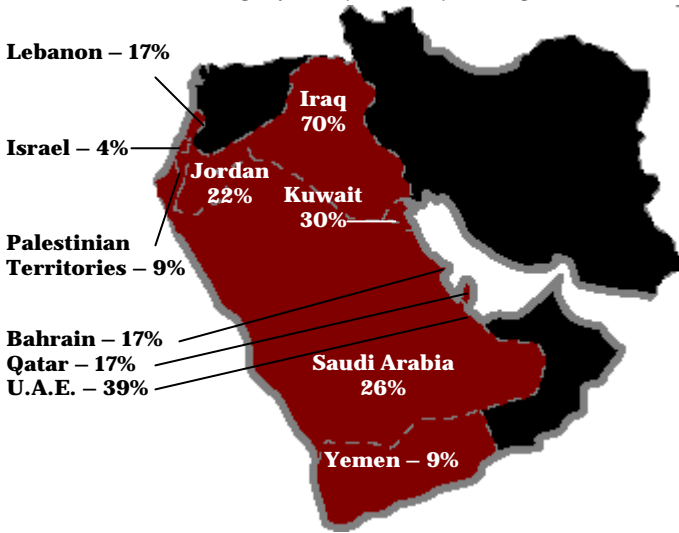 Lebanon – 17%
Iraq
70%
Israel – 4%
Jordan
22%
Kuwait
30%
Palestinian
Territories – 9%
Bahrain – 17%
Qatar – 17%
U.A.E. – 39%
Saudi Arabia
26%
Yemen – 9%